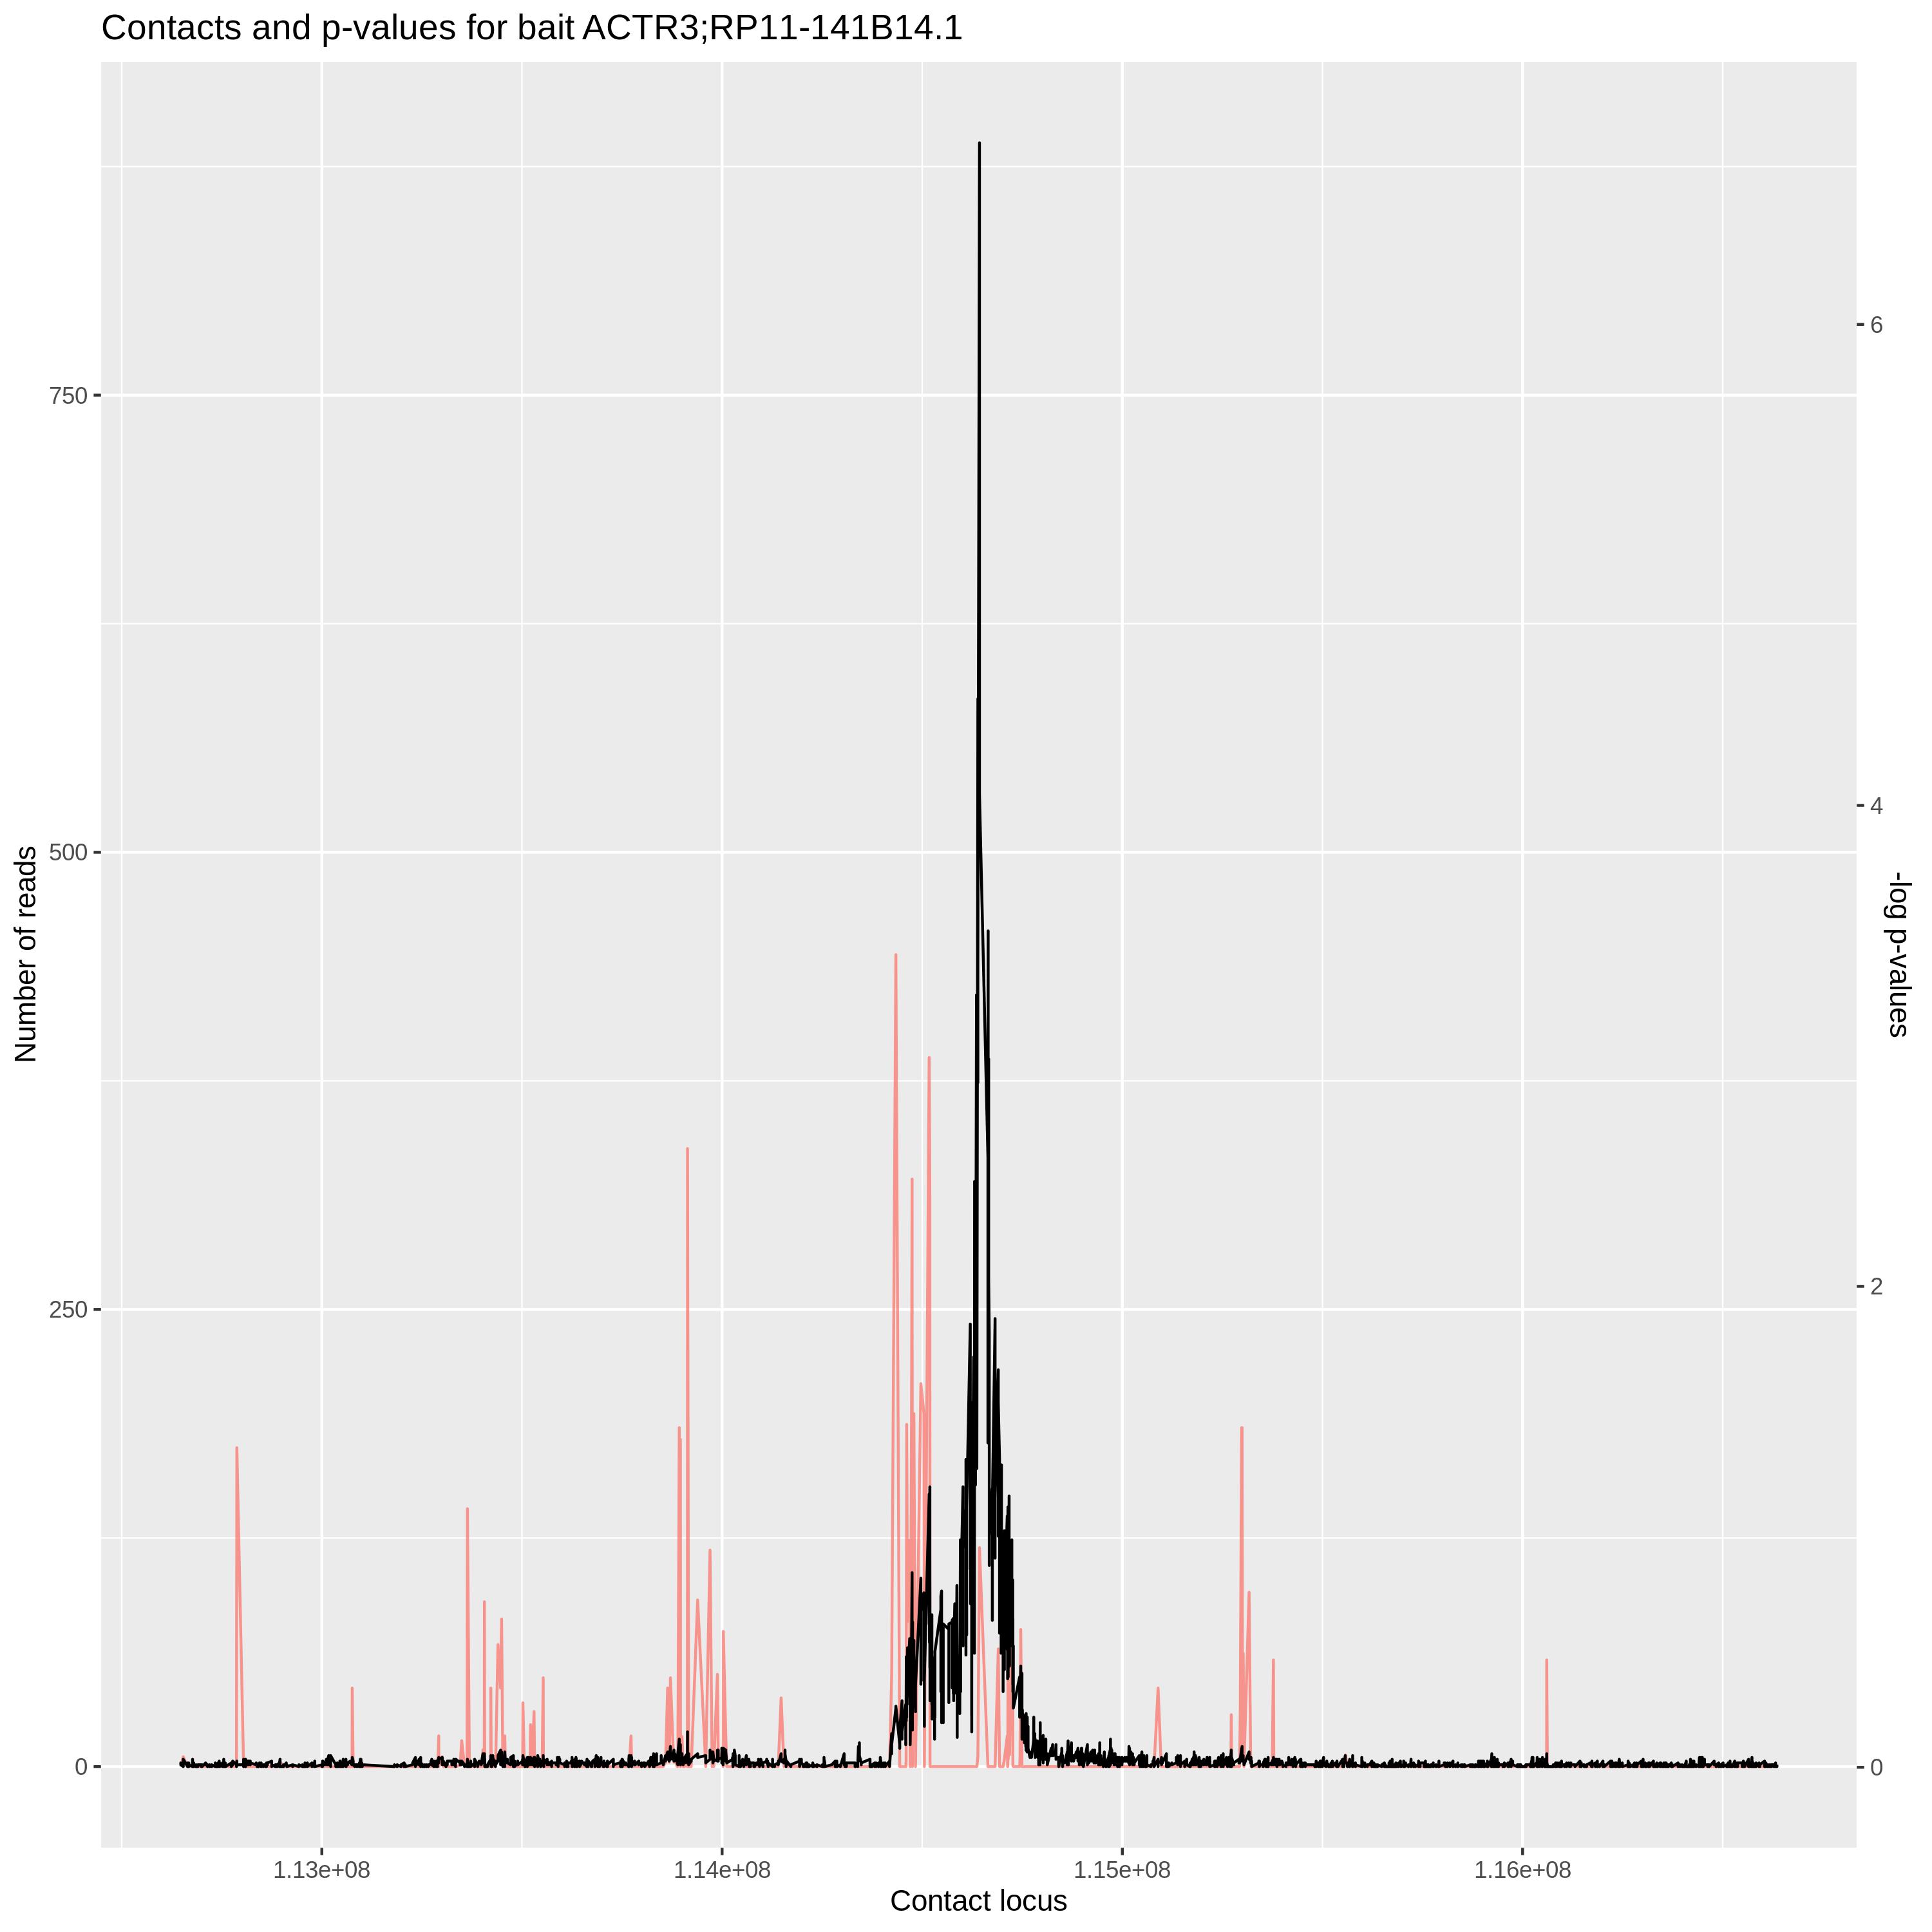 Contacts and p-values for bait ACTR3;RP11-141B14.1
Number of reads
750
500
250
0
6
4
2
0
-log p-values
1.13e+08 1.14e+08 1.15e+08 1.16e+08
Contact locus